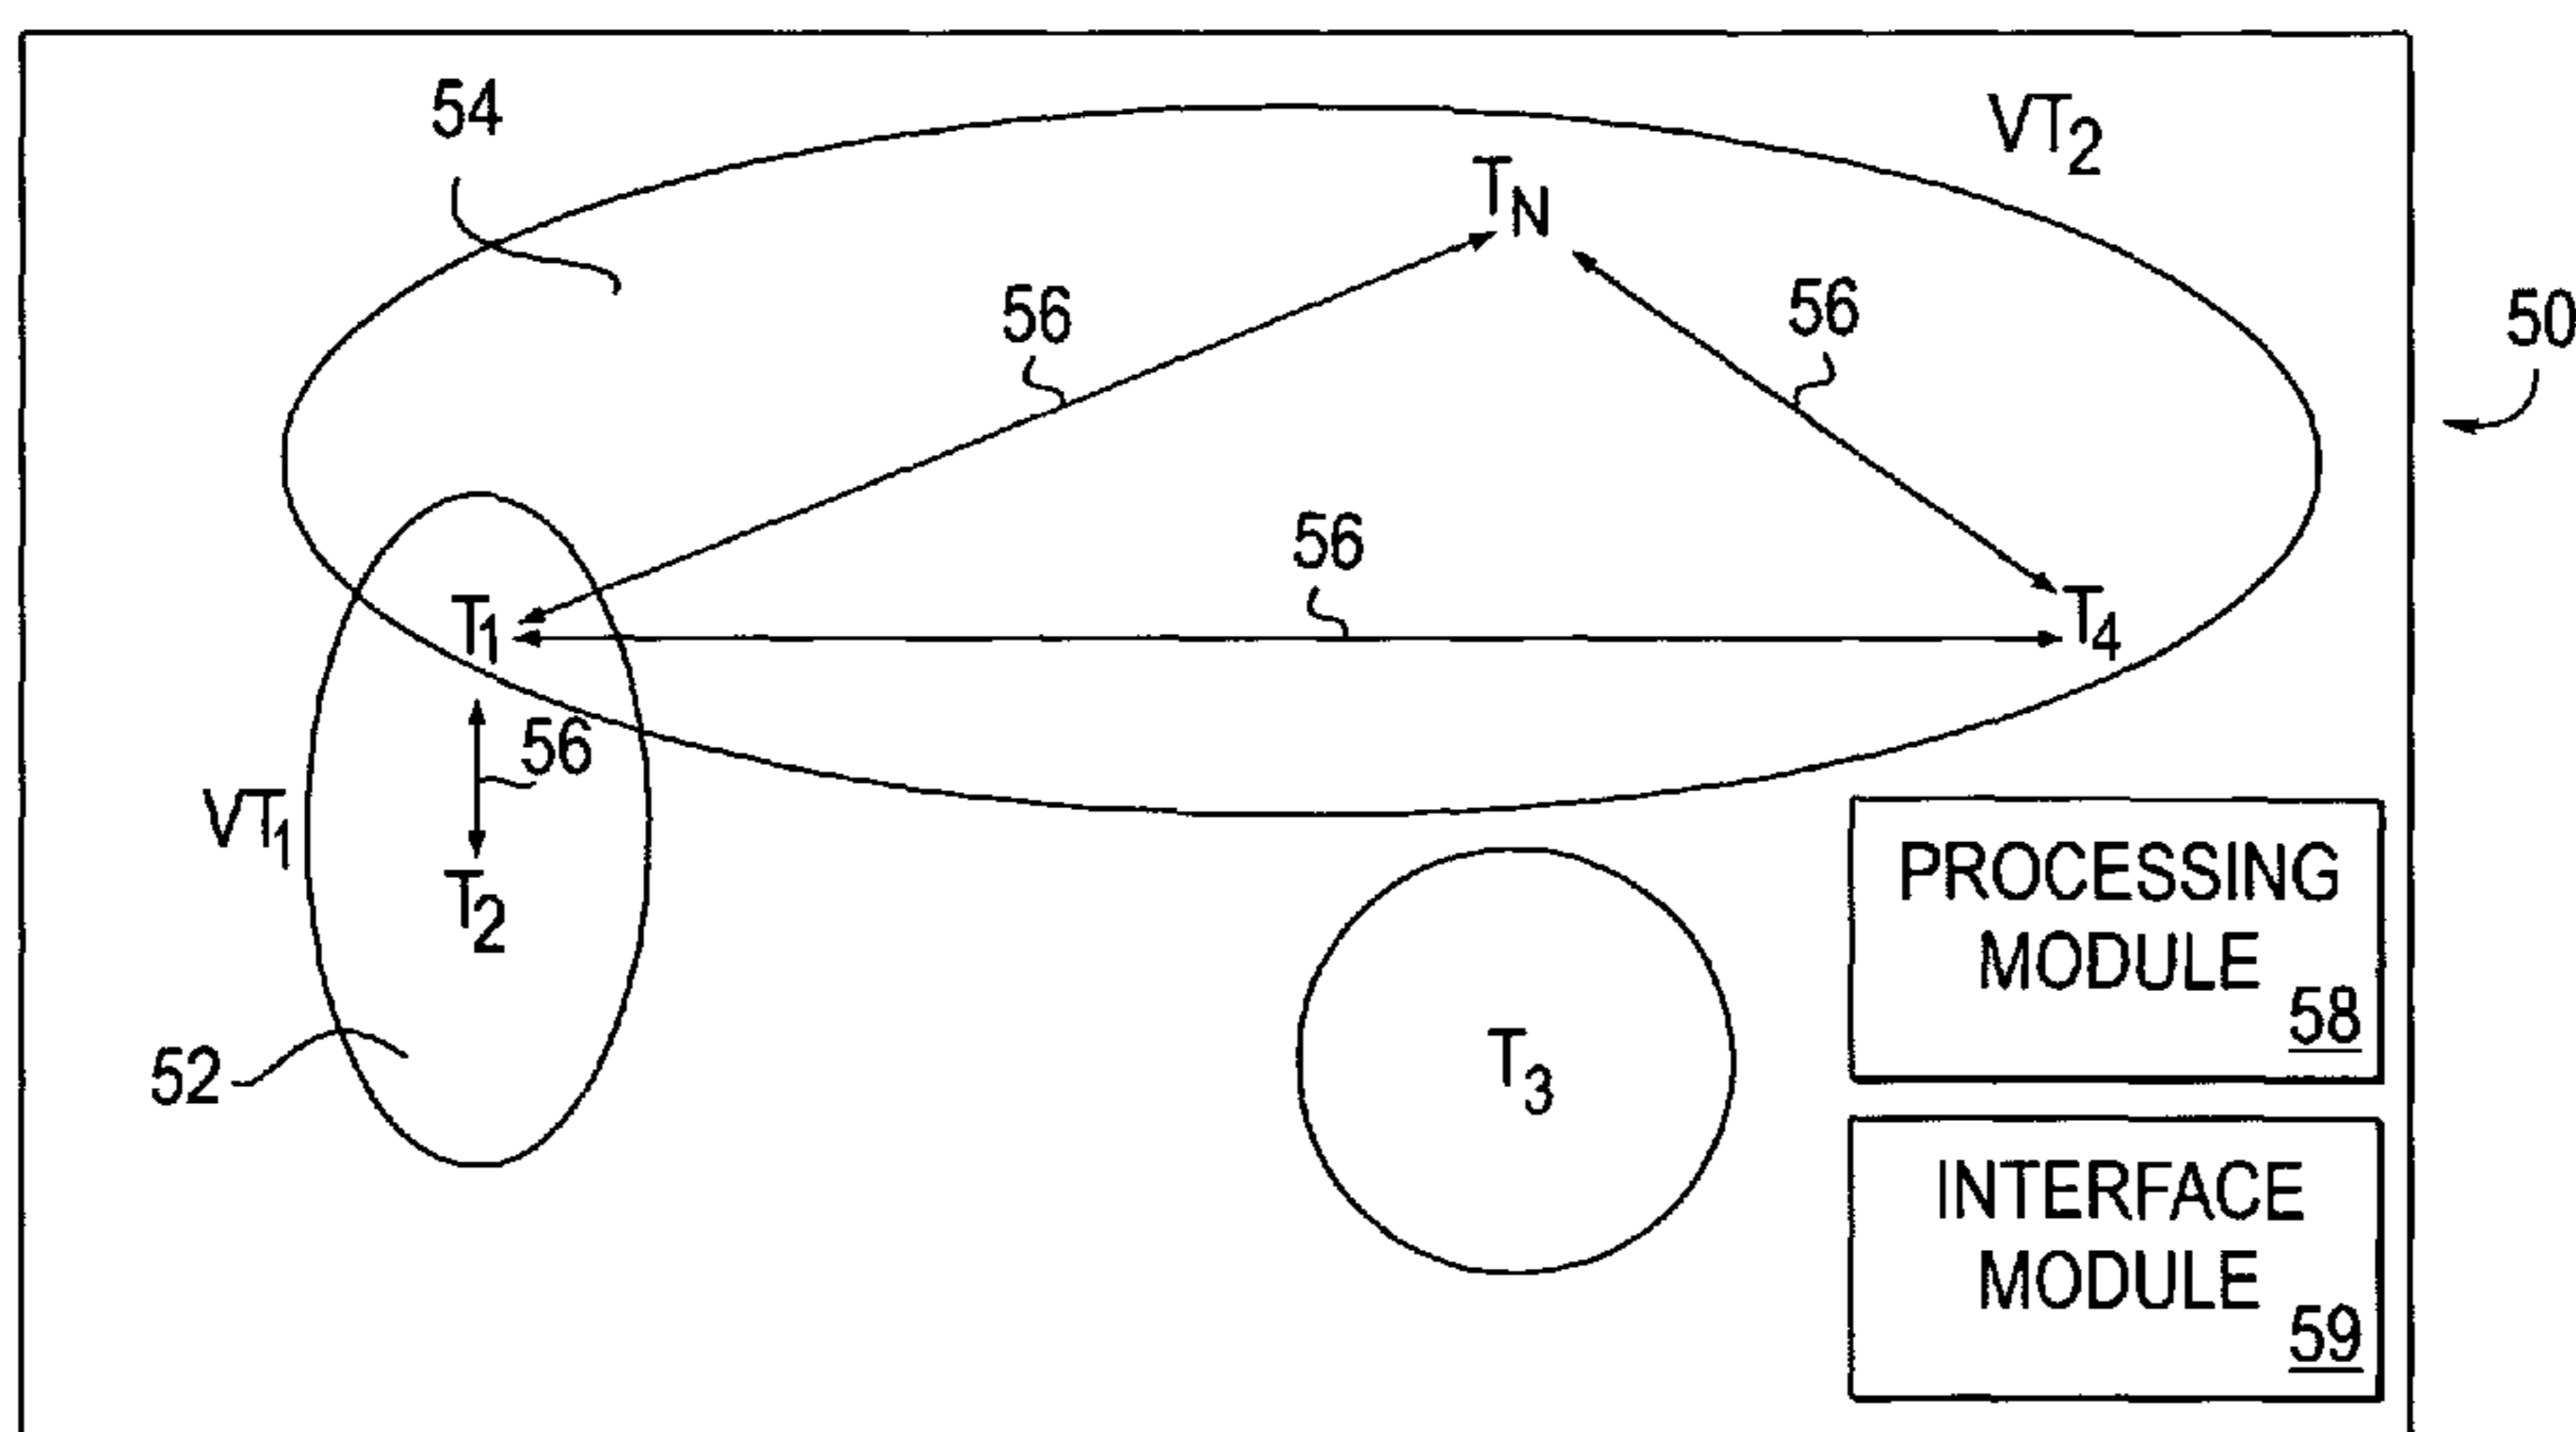 54
VT2
TN
56
56
50
56
T1
T4
56
VT1
T2
PROCESSING
MODULE
58
52
T3
INTERFACE
MODULE
59